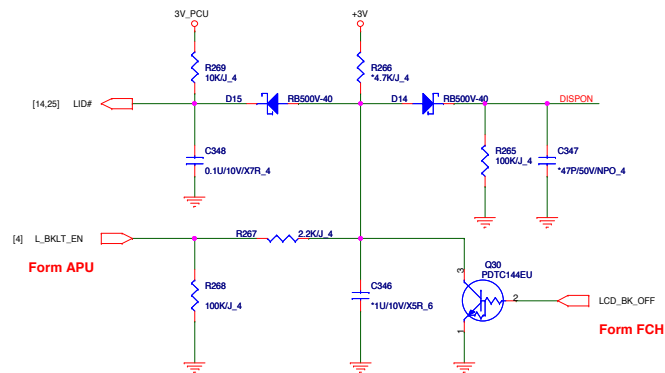 3V_PCU
+3V
R269
10K/J_4
R266
*4.7K/J_4
[14,25] LID#
D15
RB500V-40
D14
RB500V-40
DISPON
C348
0.1U/10V/X7R_4
R265
100K/J_4
C347
*47P/50V/NPO_4
[4] L_BKLT_EN
R267
2.2K/J_4
Form APU
R268
100K/J_4
C346
*1U/10V/X5R_6
Q30
PDTC144EU
3
2
1
LCD_BK_OFF
Form FCH